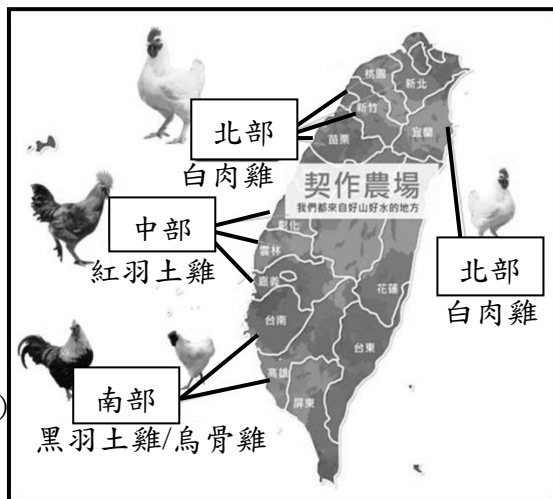 桃園
新北
新竹
宜蘭
苗栗
北部
白肉雞
契作農場
我們都來自好山好水的地方
中部
紅羽土雞
彰化
雲林
嘉義
花蓮
北部
白肉雞
台南
台東
高雄
屏東
南部
黑羽土雞/烏骨雞
)